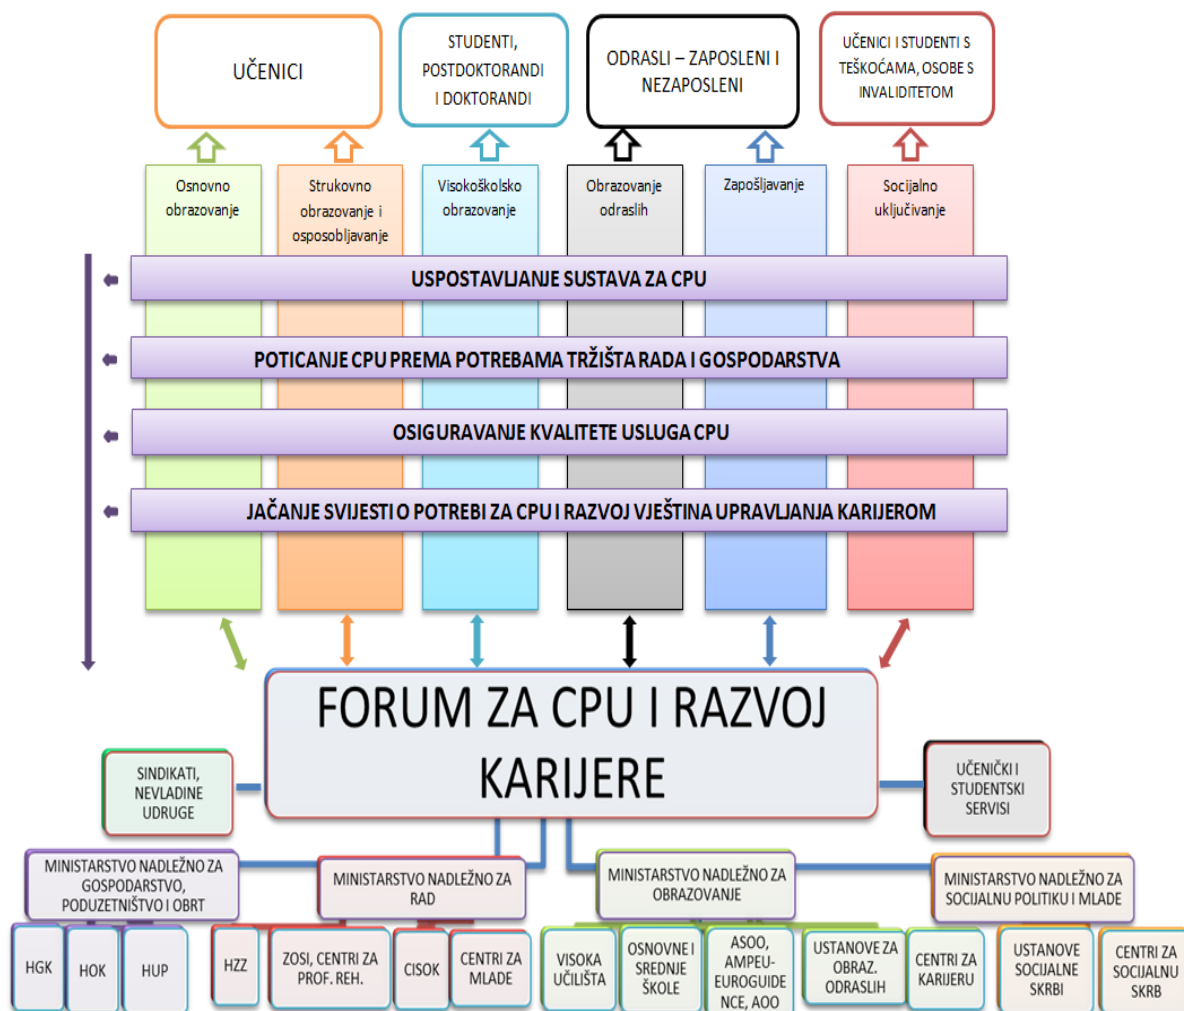 UČENICI
STUDENTI,
POSTDOKTORANDI
I DOKTORANDI
ODRASLI – ZAPOSLENI I
NEZAPOSLENI
UČENICI I STUDENTI S
TEŠKOĆAMA, OSOBE S
INVALIDITETOM
Osnovno
obrazovanje
Strukovno
obrazovanje i
osposobljavanje
Visokoškolsko
obrazovanje
Obrazovanje
odraslih
Zapošljavanje
Socijalno
uključivanje
USPOSTAVLJANJE SUSTAVA ZA CPU
POTICANJE CPU PREMA POTREBAMA TRŽIŠTA RADA I GOSPODARSTVA
OSIGURAVANJE KVALITETE USLUGA CPU
JAČANJE SVIJESTI O POTREBI ZA CPU I RAZVOJ VJEŠTINA UPRAVLJANJA KARIJEROM
FORUM ZA CPU I RAZVOJ
KARIJERE
SINDIKATI,
NEVLADINE
UDRUGE
UČENIČKI I
STUDENTSKI
SERVISI
MINISTARSTVO NADLEŽNO ZA
GOSPODARSTVO,
PODUZETNIŠTVO I OBRT
MINISTARSTVO NADLEŽNO ZA
RAD
MINISTARSTVO NADLEŽNO ZA
OBRAZOVANJE
MINISTARSTVO NADLEŽNO ZA
SOCIJALNU POLITIKU I MLADE
HGK
HOK
HUP
HZZ
ZOSI, CENTRI ZA
PROF. REH.
CISOK
CENTRI ZA
MLADE
VISOKA
UČILIŠTA
OSNOVNE I
SREDNJE
ŠKOLE
ASOO,
AMPEU-
EUROGUIDE
NCE, AOO
USTANOVE ZA
OBRAZ.
ODRASLIH
CENTRI ZA
KARIJERU
USTANOVE
SOCIJALNE
SKRBI
CENTRI ZA
SOCIJALNU
SKRB